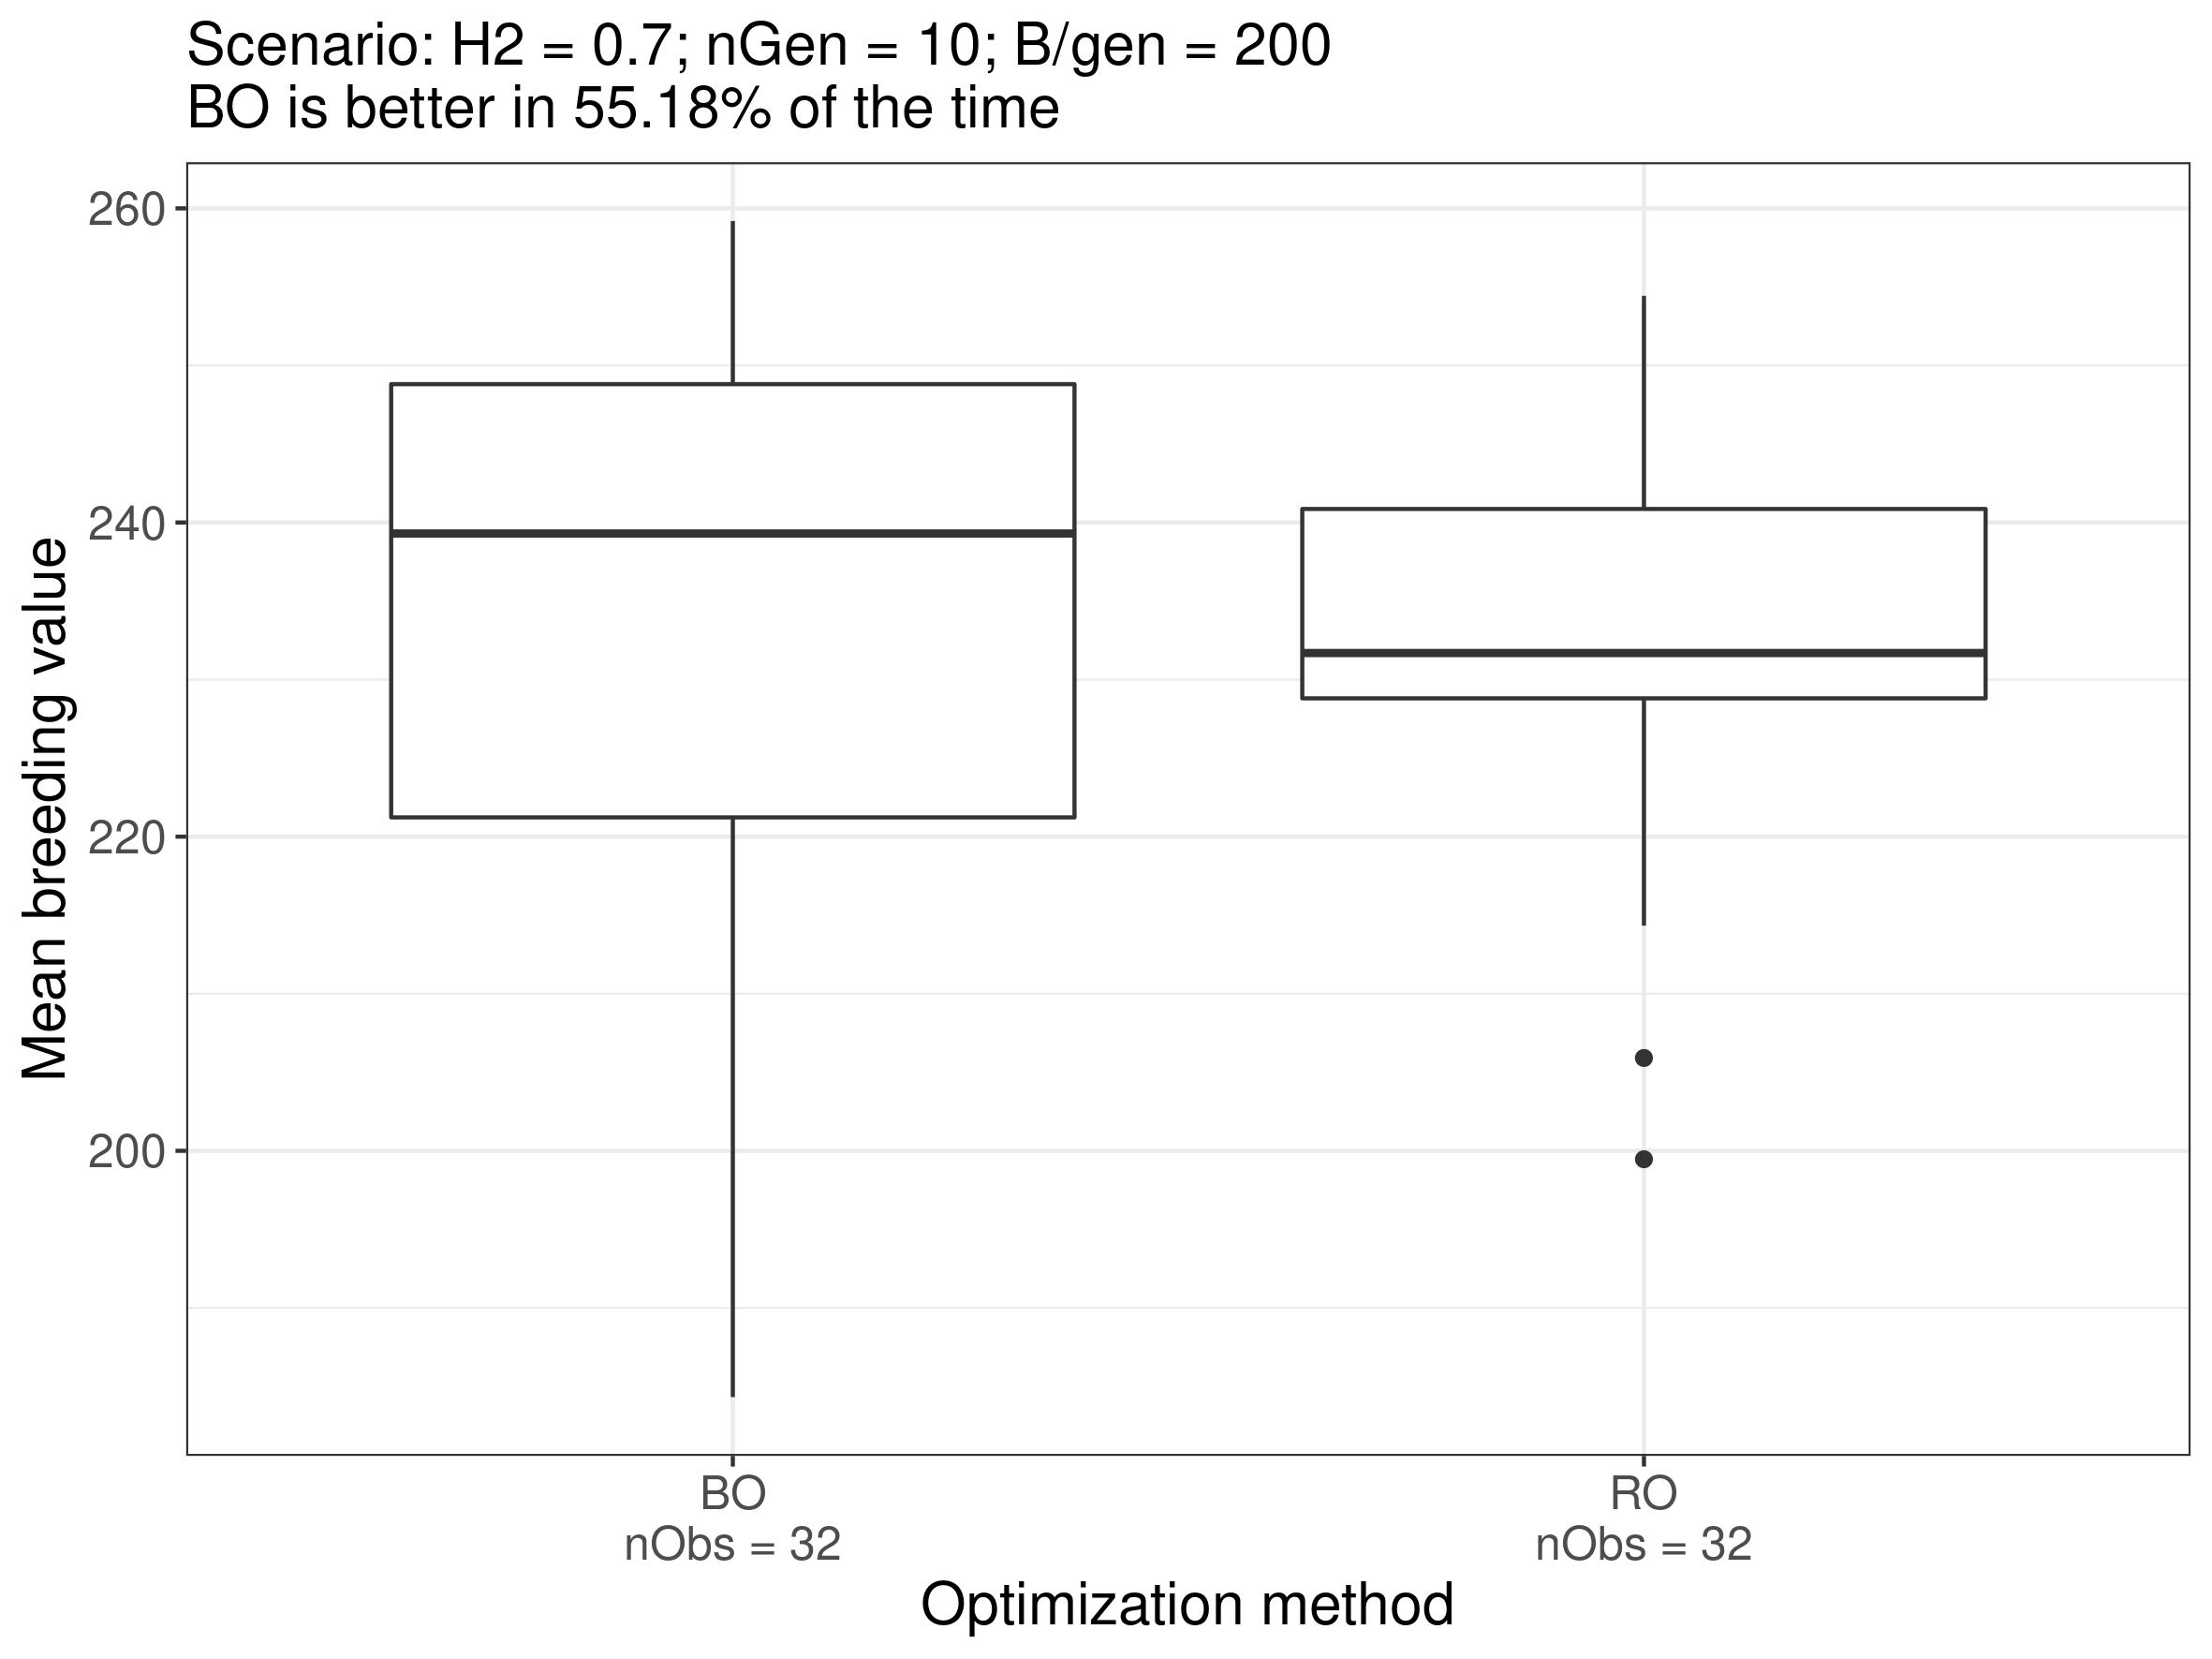 Scenario: H2 = 0.7; nGen = 10; B/gen = 200
BO is better in 55.18% of the time
Mean breeding value
260
240
220
200
BO
nObs = 32
RO
nObs = 32
Optimization method